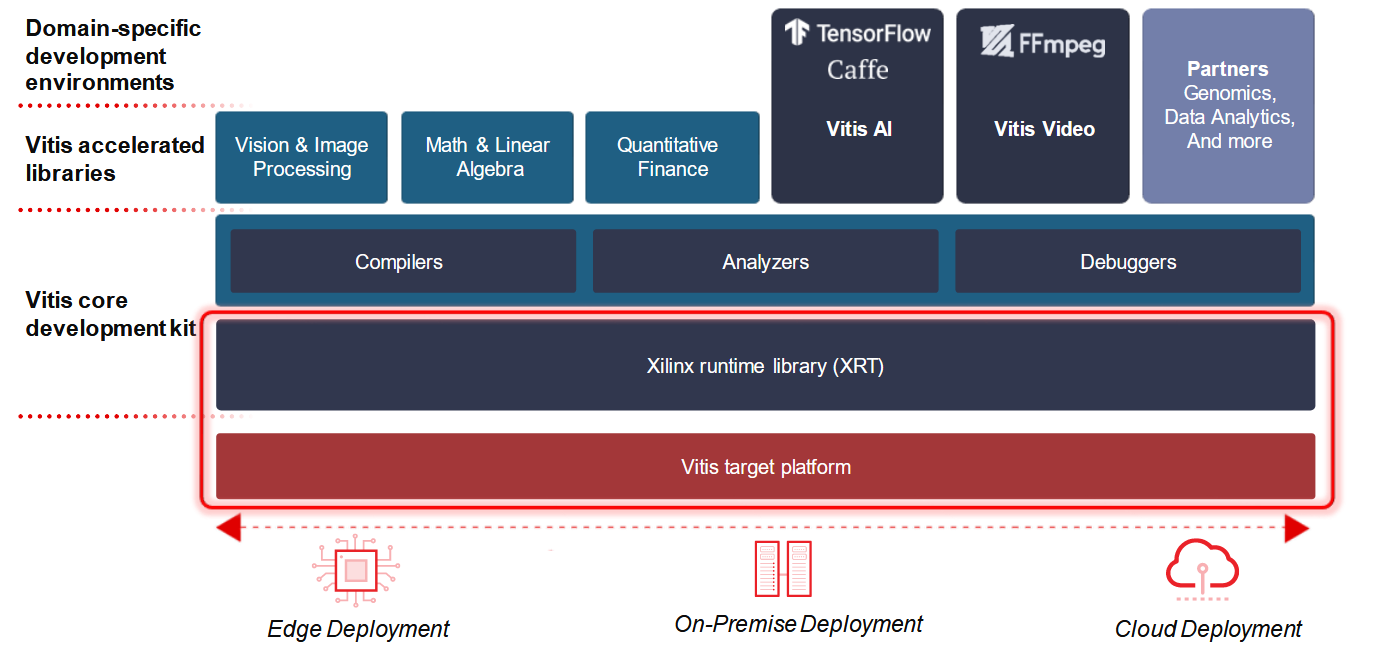 Domain-specific
development
environments
TensorFlow
Caffe
Vitis AI
FFmpeg
Vitis Video
Partners
Genomics,
Data Analytics,
And more
Vitis accelerated
libraries
Vision & Image
Processing
Math & Linear
Algebra
Quantitative
Finance
Vitis core
development kit
Compilers
Analyzers
Debuggers
Xilinx runtime library (XRT)
Vitis target platform
Edge Deployment
On-Premise Deployment
Cloud Deployment